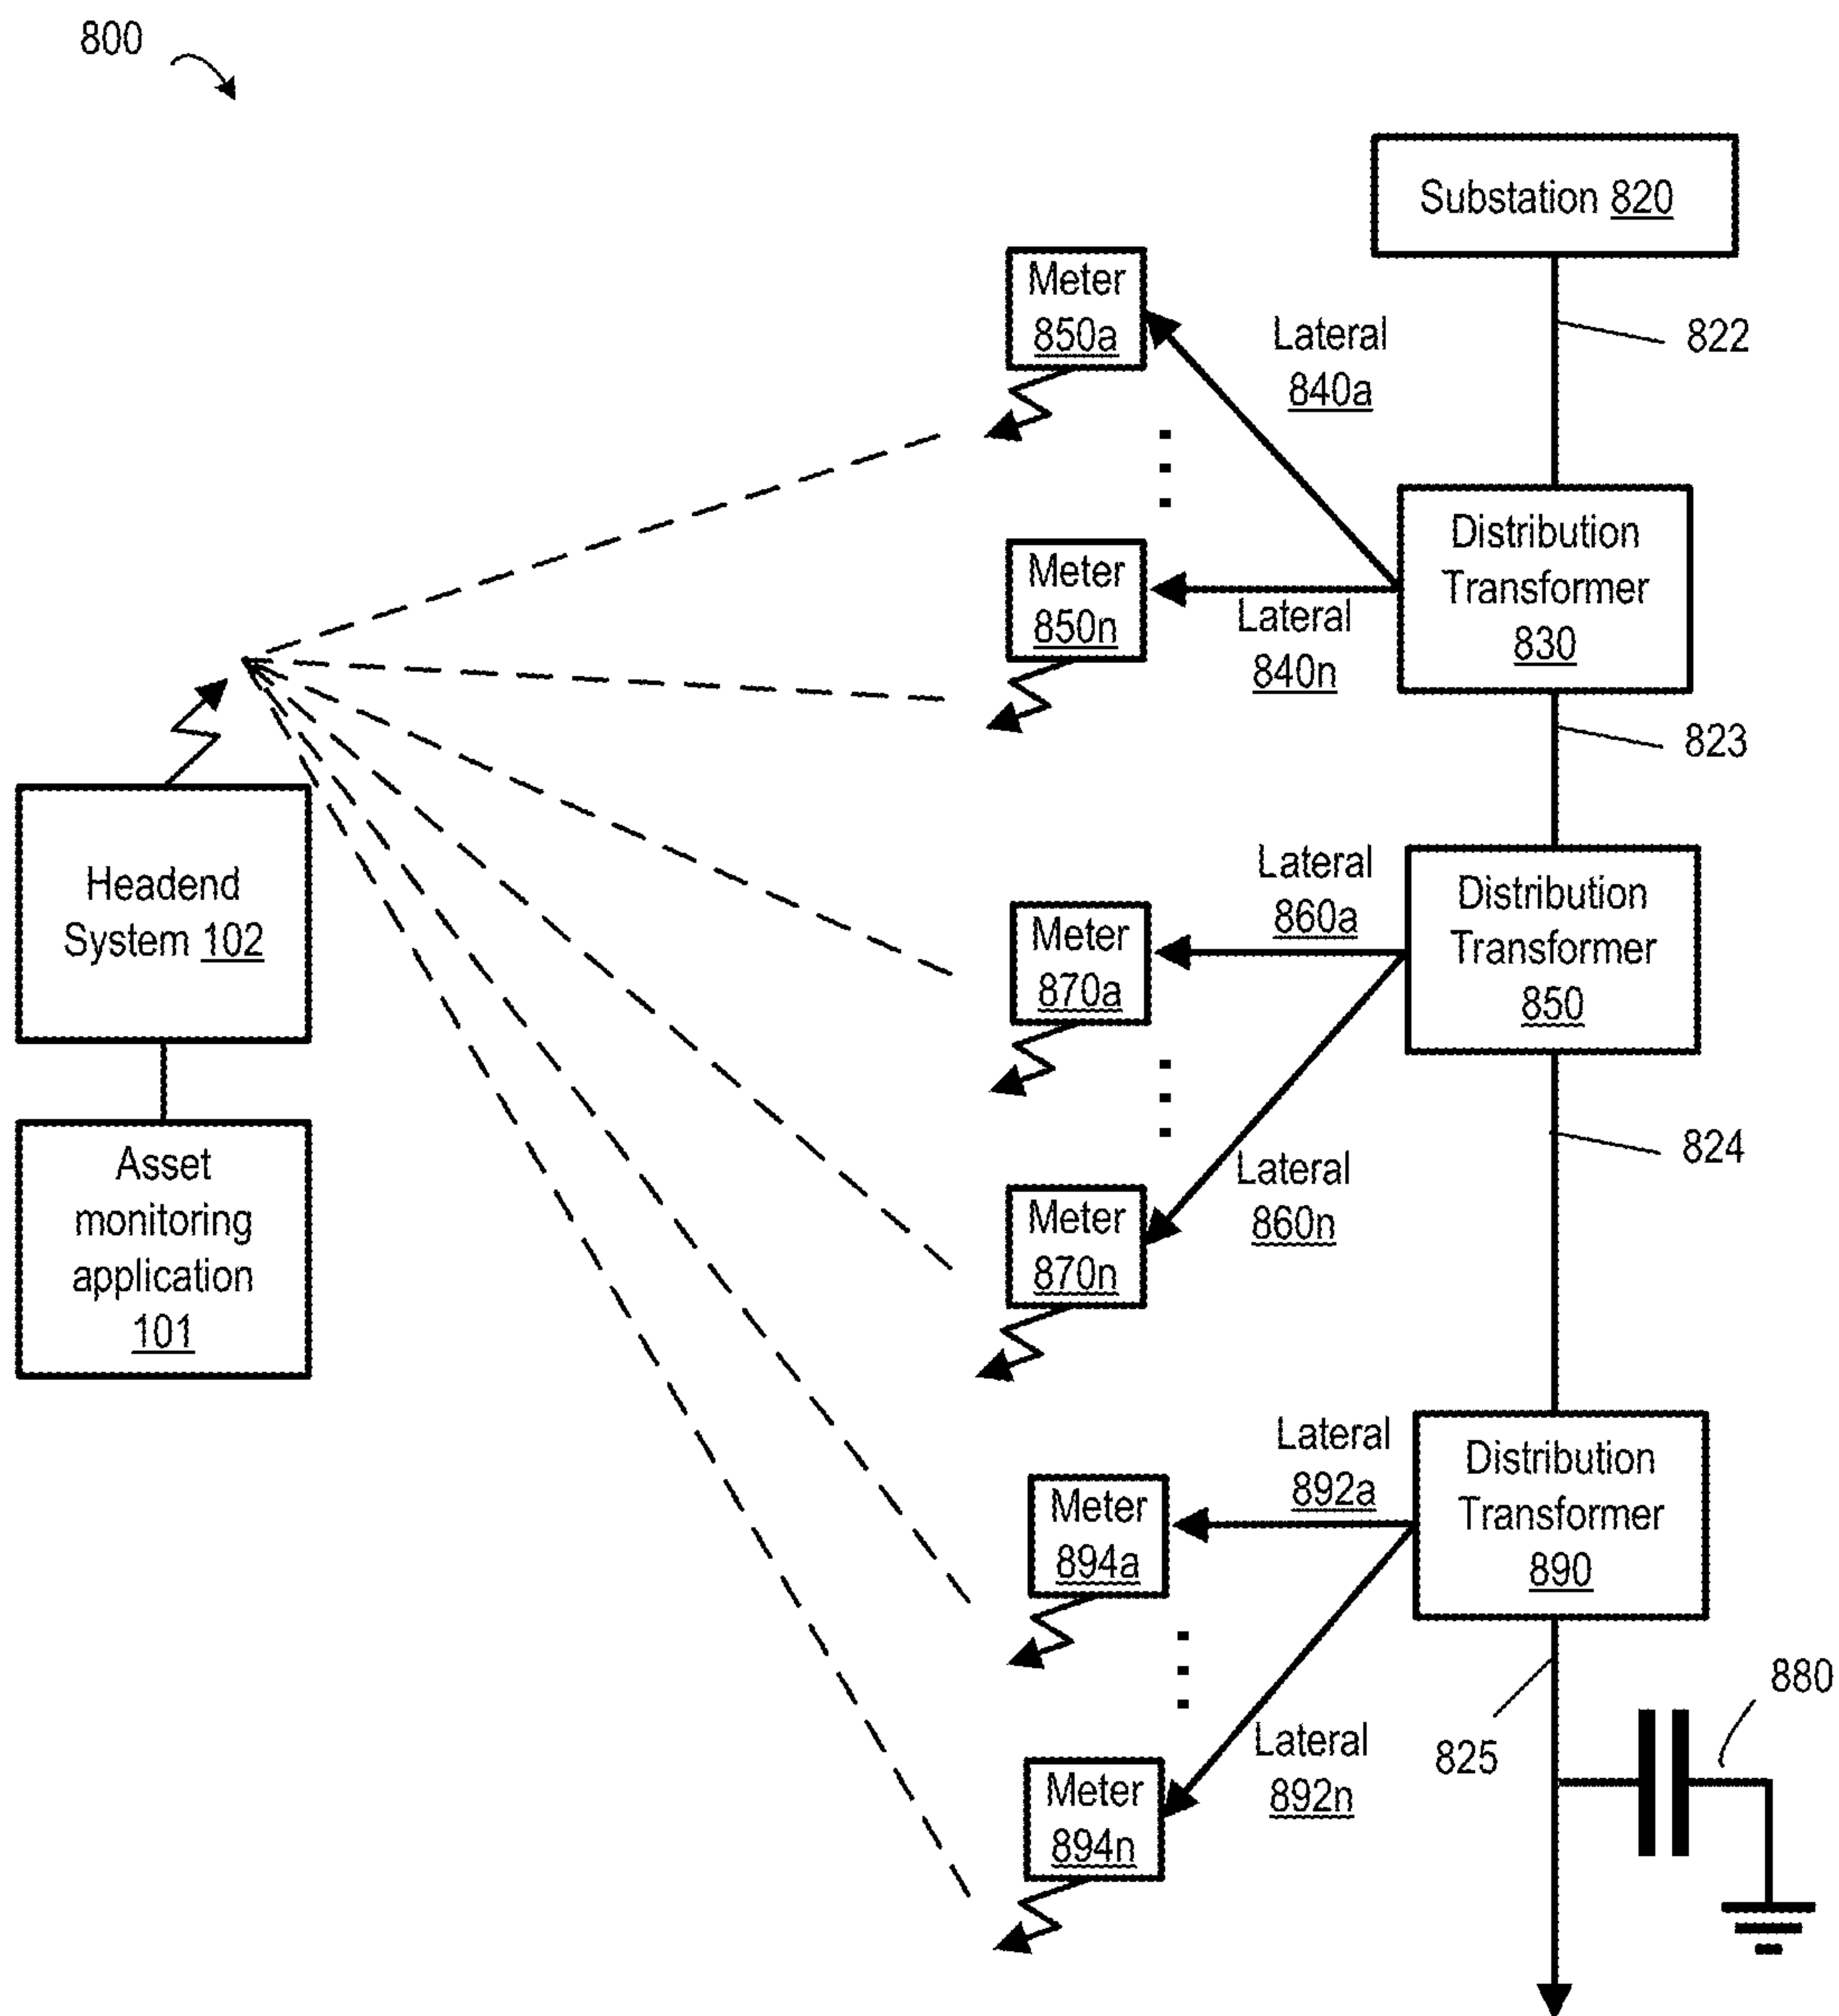 800
Substation 820
822
Meter
850a
Lateral
840a
Distribution
Transformer
830
Meter
850n
Lateral
840n
823
Headend
System 102
Lateral
860a
Distribution
Transformer
850
Meter
870a
824
Asset
monitoring
application
101
Lateral
860n
Meter
870n
Lateral
892a
Distribution
Transformer
890
Meter
894a
880
825
Lateral
892n
Meter
894n